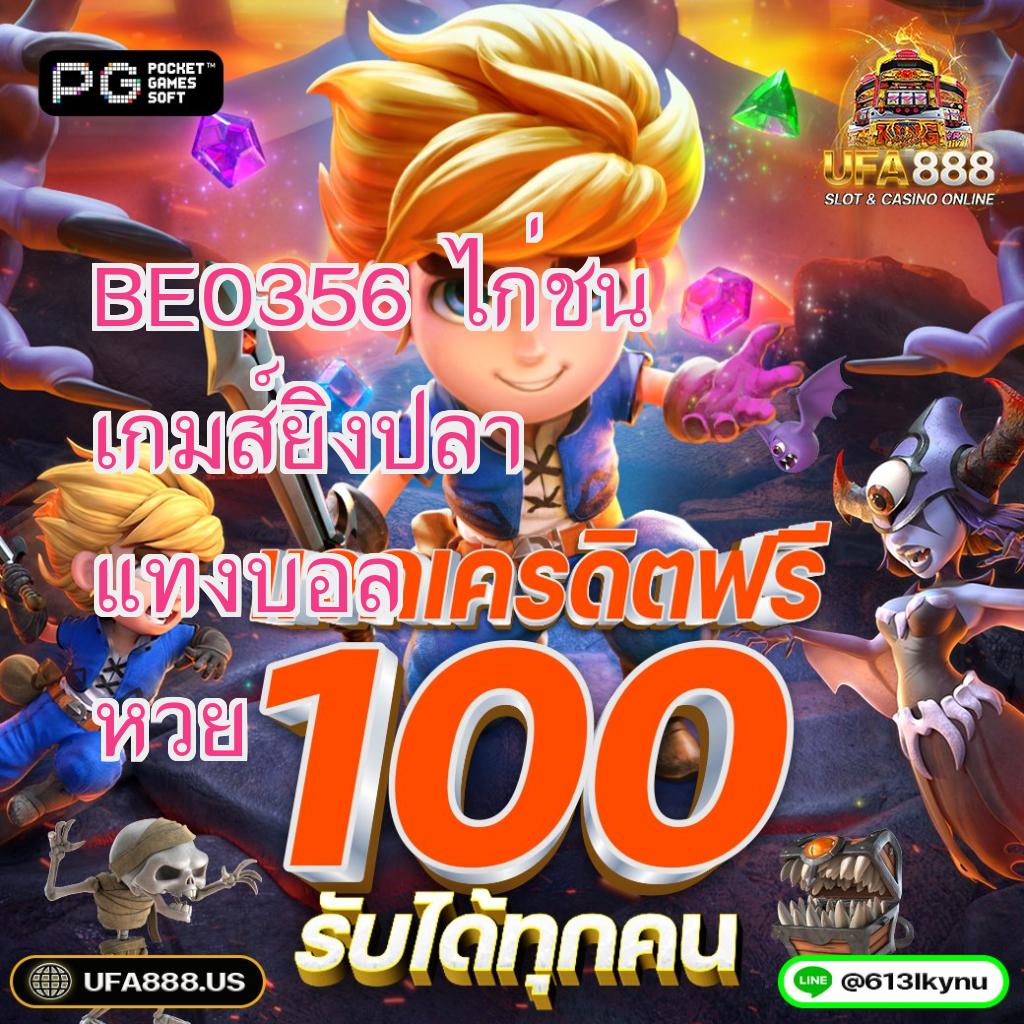 PG POCKET™
GAMES
SOFT
UFA888
SLOT & CASINO ONLINE
BE0356 ไก่ชน
เกมส์ยิงปลา
แทงบอล
เครดิตฟรี
หวย
100
รับได้ทุกคน
UFA888.US
LINE @613lkynu